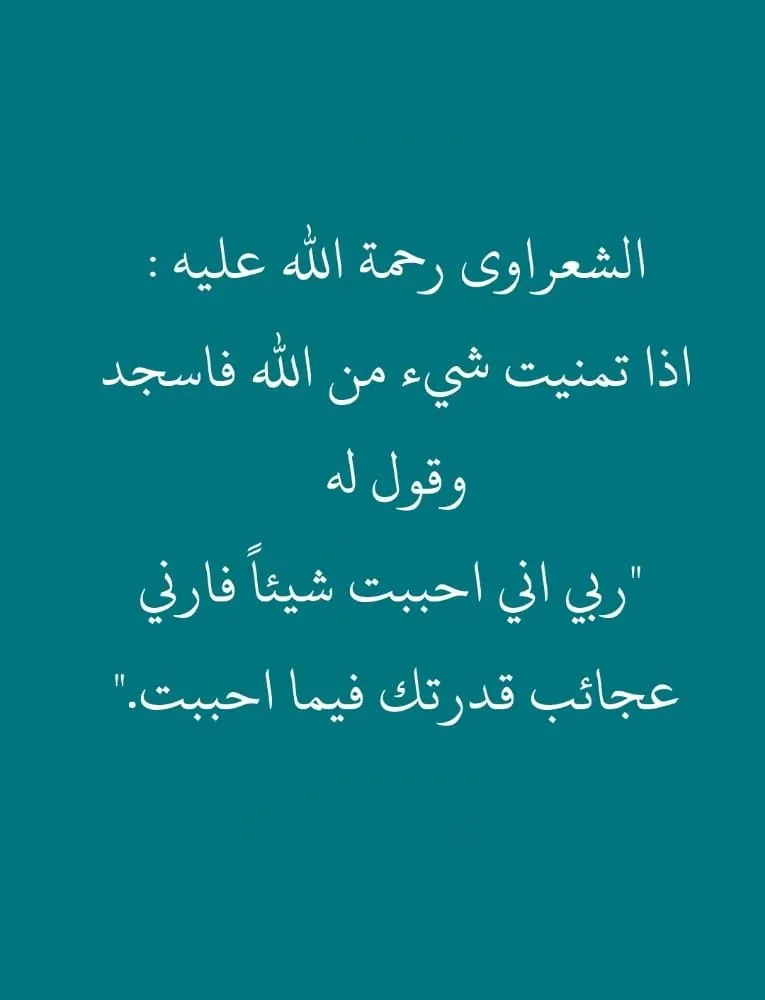 الشعراوى رحمة الله عليه :
اذا تمنيت شيء من الله فاسجد
وقول له
"ربي اني احببت شيئاً فارني
عجائب قدرتك فيما احببت."